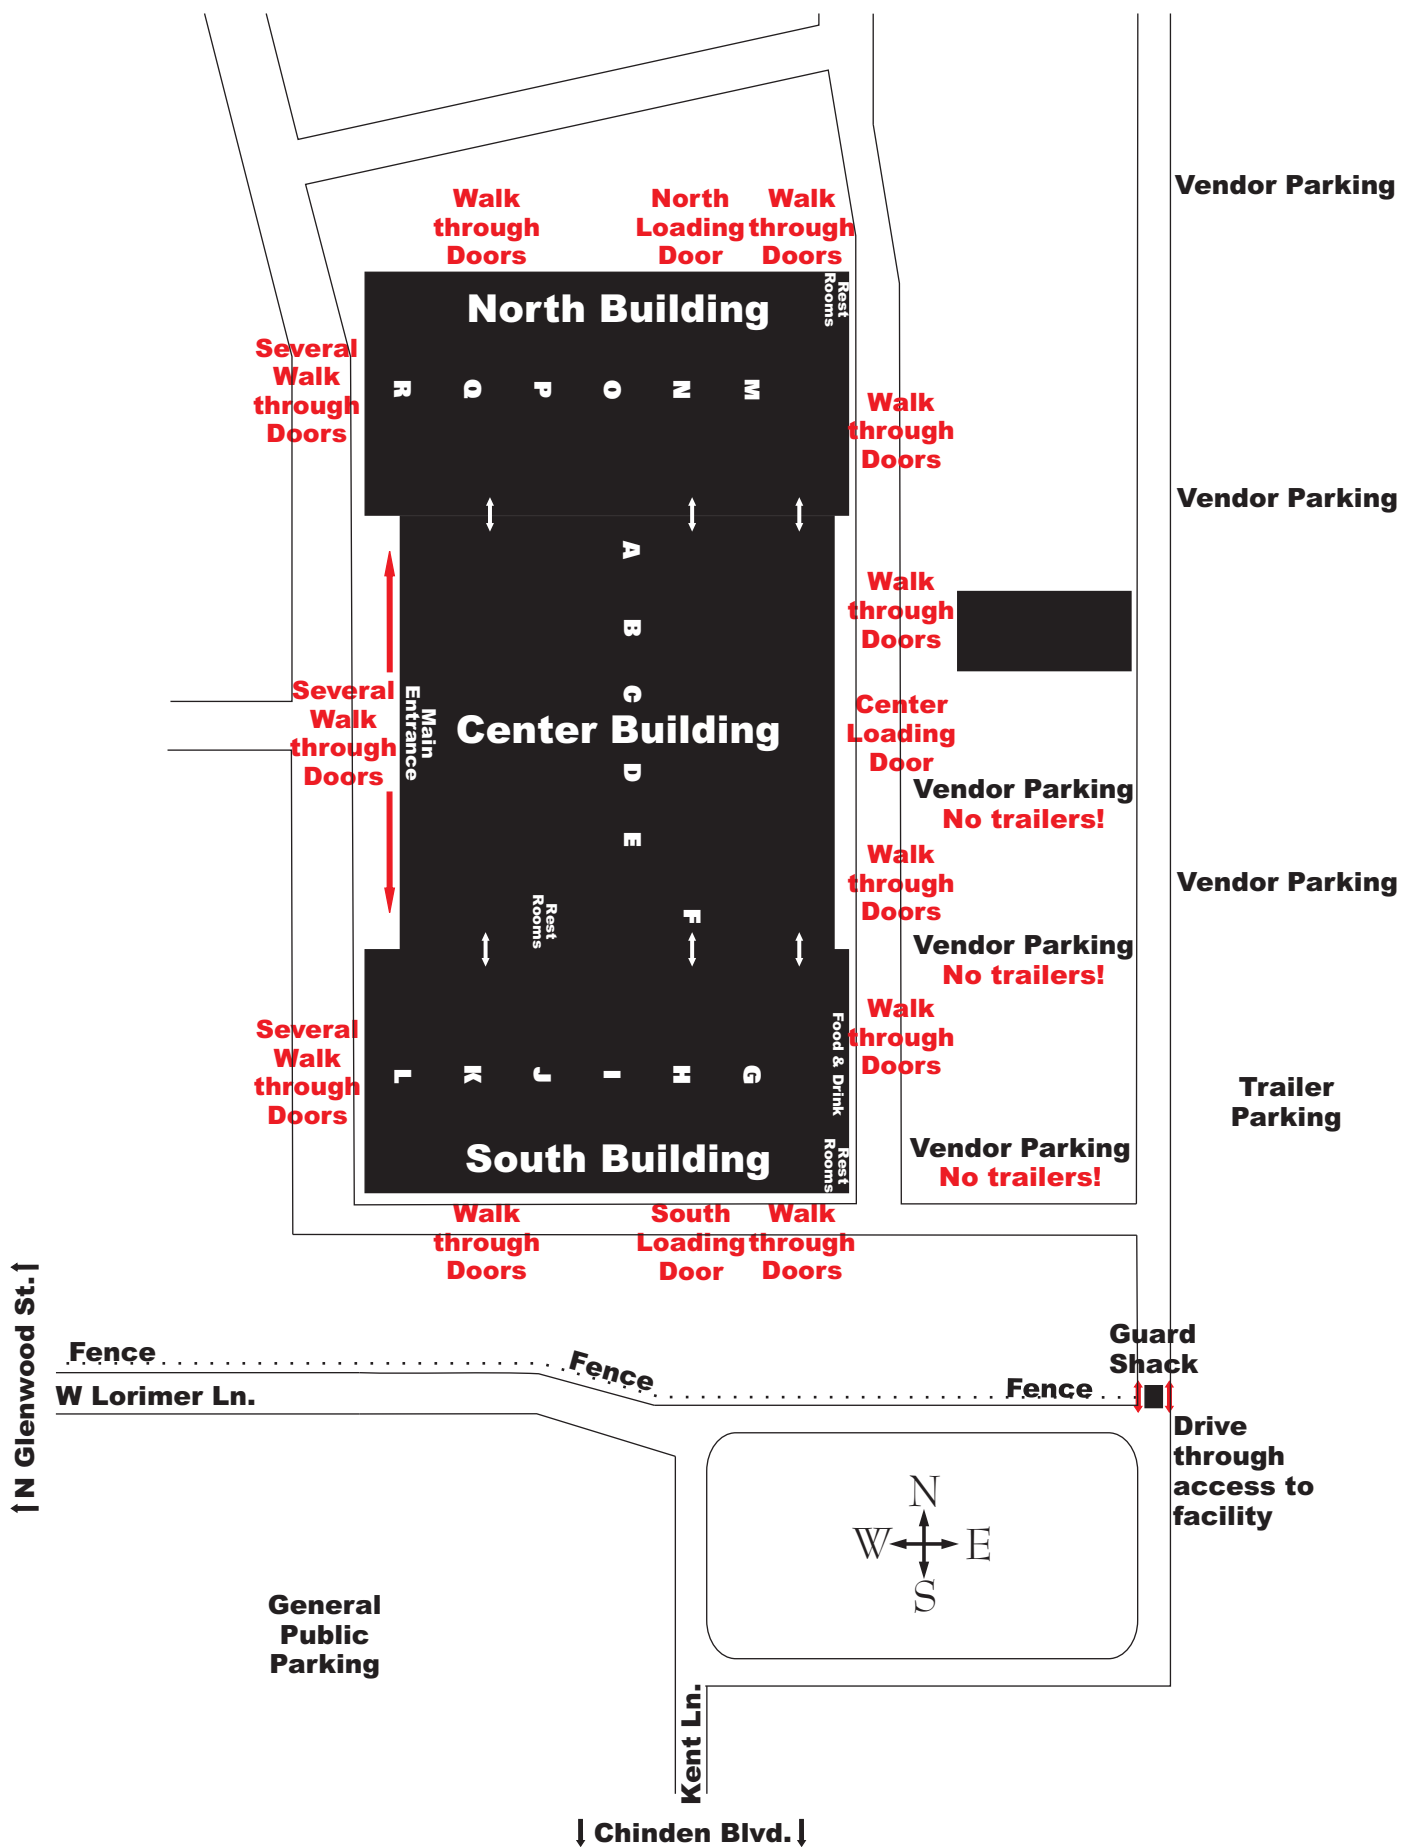 Vendor Parking
Walk
through
Doors
North
Loading
Door
Walk
through
Doors
North Building
Rest
Rooms
Several
Walk
through
Doors
R
Q
P
O
N
M
Walk
through
Doors
Vendor Parking
A
B
C
D
E
F
Walk
through
Doors
Several
Walk
through
Doors
Main
Entrance
Center Building
Center
Loading
Door
Vendor Parking
No trailers!
Walk
through
Doors
Vendor Parking
Rest
Rooms
Vendor Parking
No trailers!
Several
Walk
through
Doors
L
K
J
I
H
G
Food & Drink
Walk
through
Doors
Trailer
Parking
South Building
Rest
Rooms
Vendor Parking
No trailers!
Walk
through
Doors
South
Loading
Door
Walk
through
Doors
N Glenwood St.
Fence
Fence
Fence
Guard
Shack
W Lorimer Ln.
Drive
through
access to
facility
N
W
E
S
General
Public
Parking
Kent Ln.
Chinden Blvd.